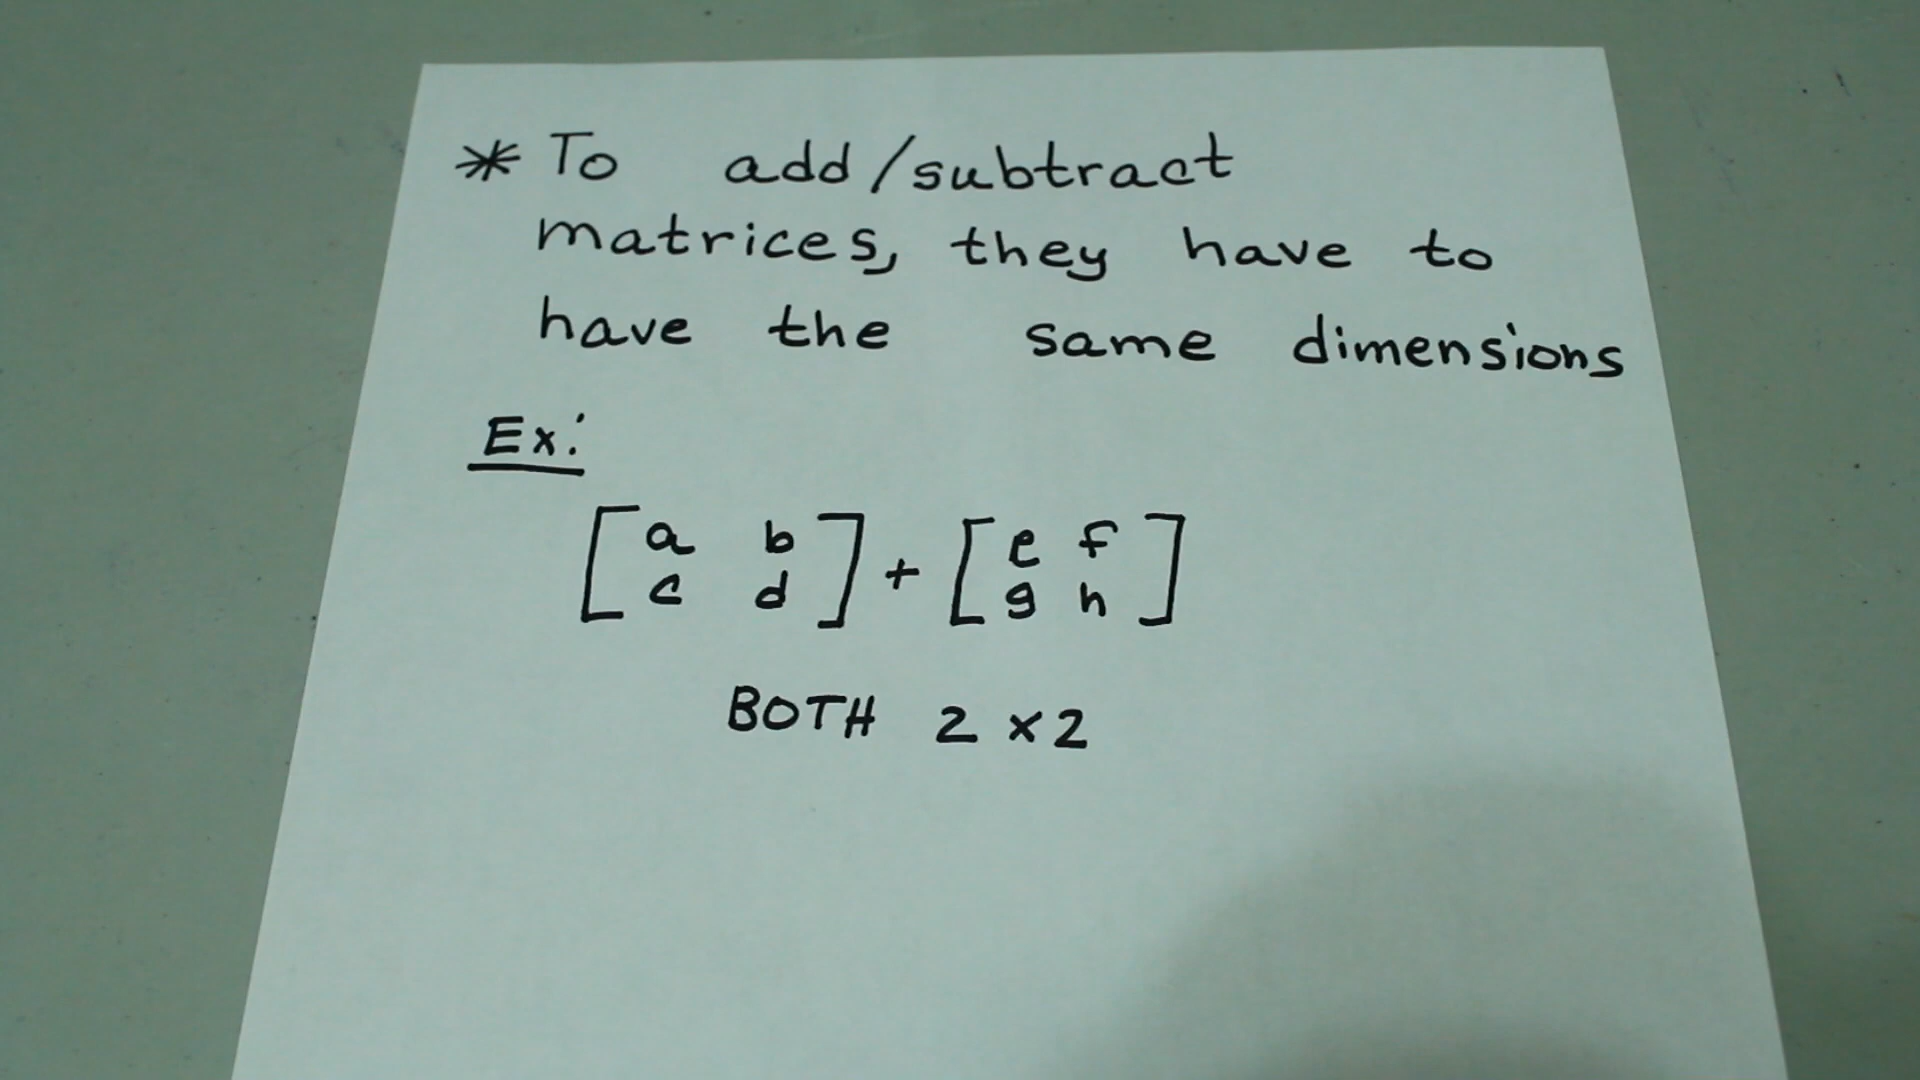 * To add/subtract
matrices, they have to
have the same dimensions
Ex:
[a b] + [e f]
[c d] [g h]
BOTH 2 x 2